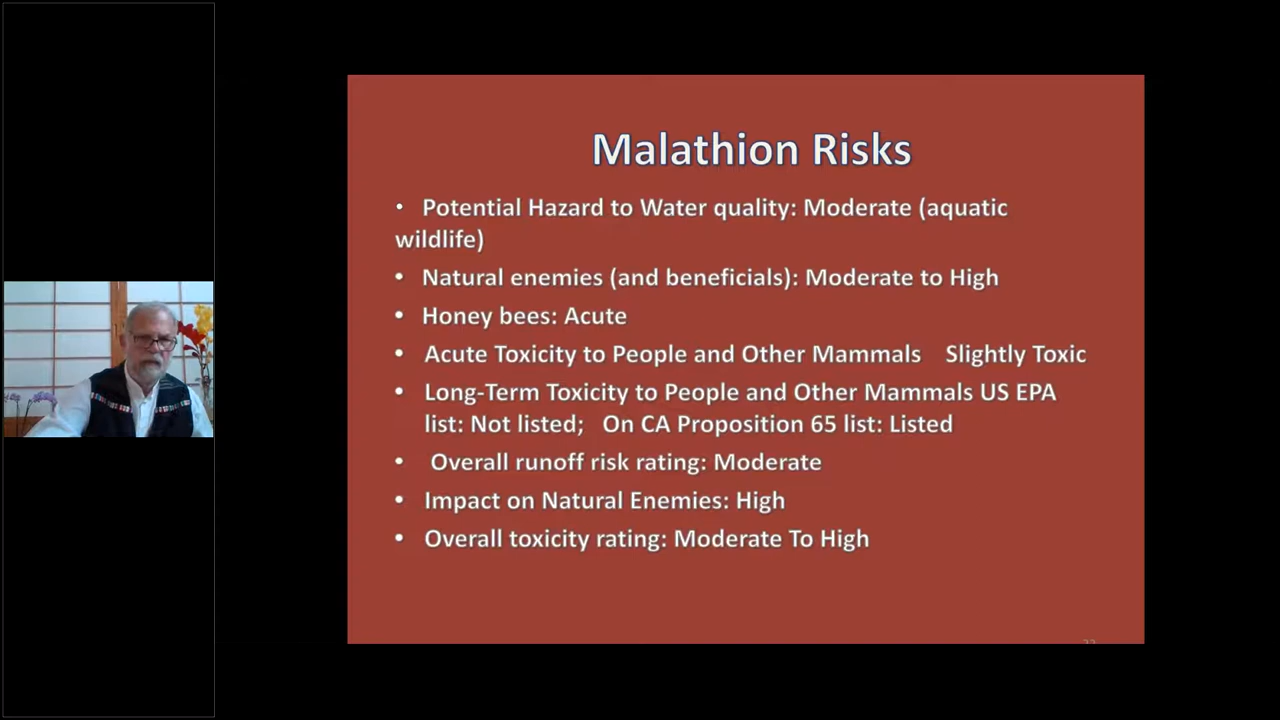 Malathion Risks
• Potential Hazard to Water quality: Moderate (aquatic
wildlife)
• Natural enemies (and beneficials): Moderate to High
• Honey bees: Acute
• Acute Toxicity to People and Other Mammals Slightly Toxic
• Long-Term Toxicity to People and Other Mammals US EPA
list: Not listed; On CA Proposition 65 list: Listed
• Overall runoff risk rating: Moderate
• Impact on Natural Enemies: High
• Overall toxicity rating: Moderate To High